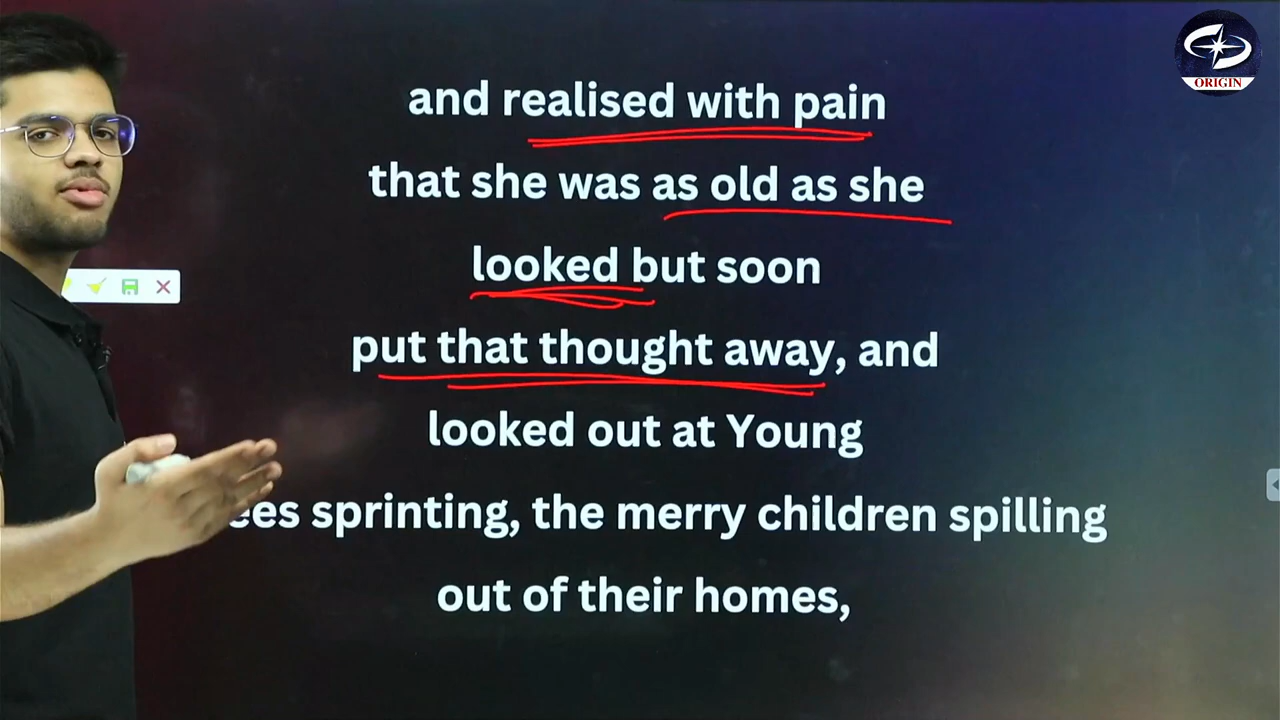 and realised with pain
that she was as old as she
looked but soon
put that thought away, and
looked out at Young
sprinting, the merry children spilling
out of their homes,
ORIGIN